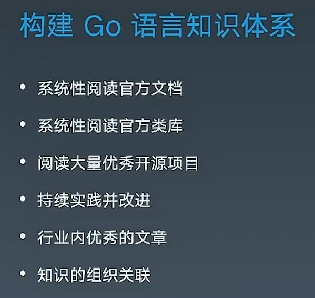 构建 Go 语言知识体系
• 系统性阅读官方文档
• 系统性阅读官方类库
• 阅读大量优秀开源项目
• 持续实践并改进
• 行业内优秀的文章
• 知识的组织关联